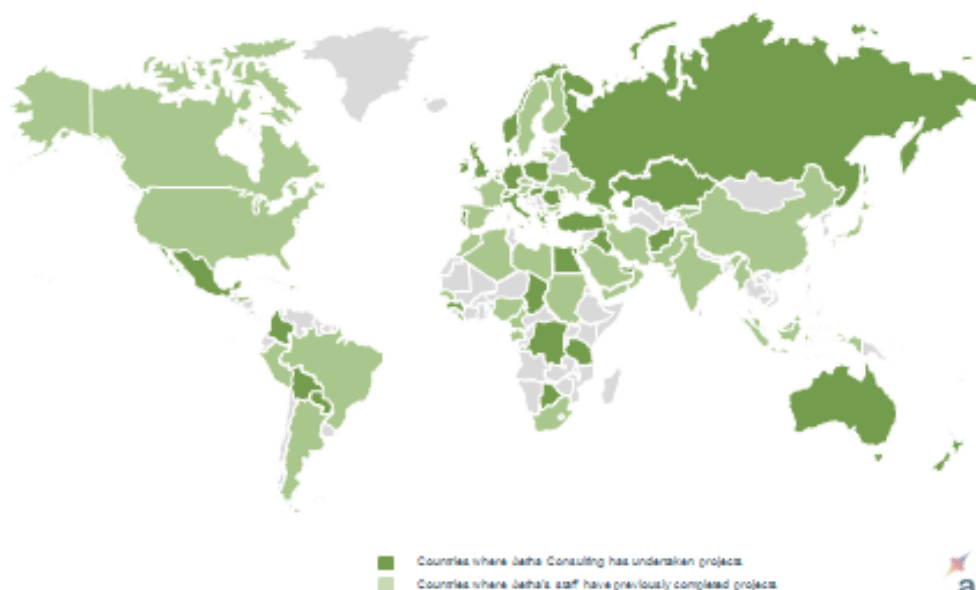 Countries where Aetha Consulting has undertaken projects
Countries where Aetha's staff have previously completed projects
a